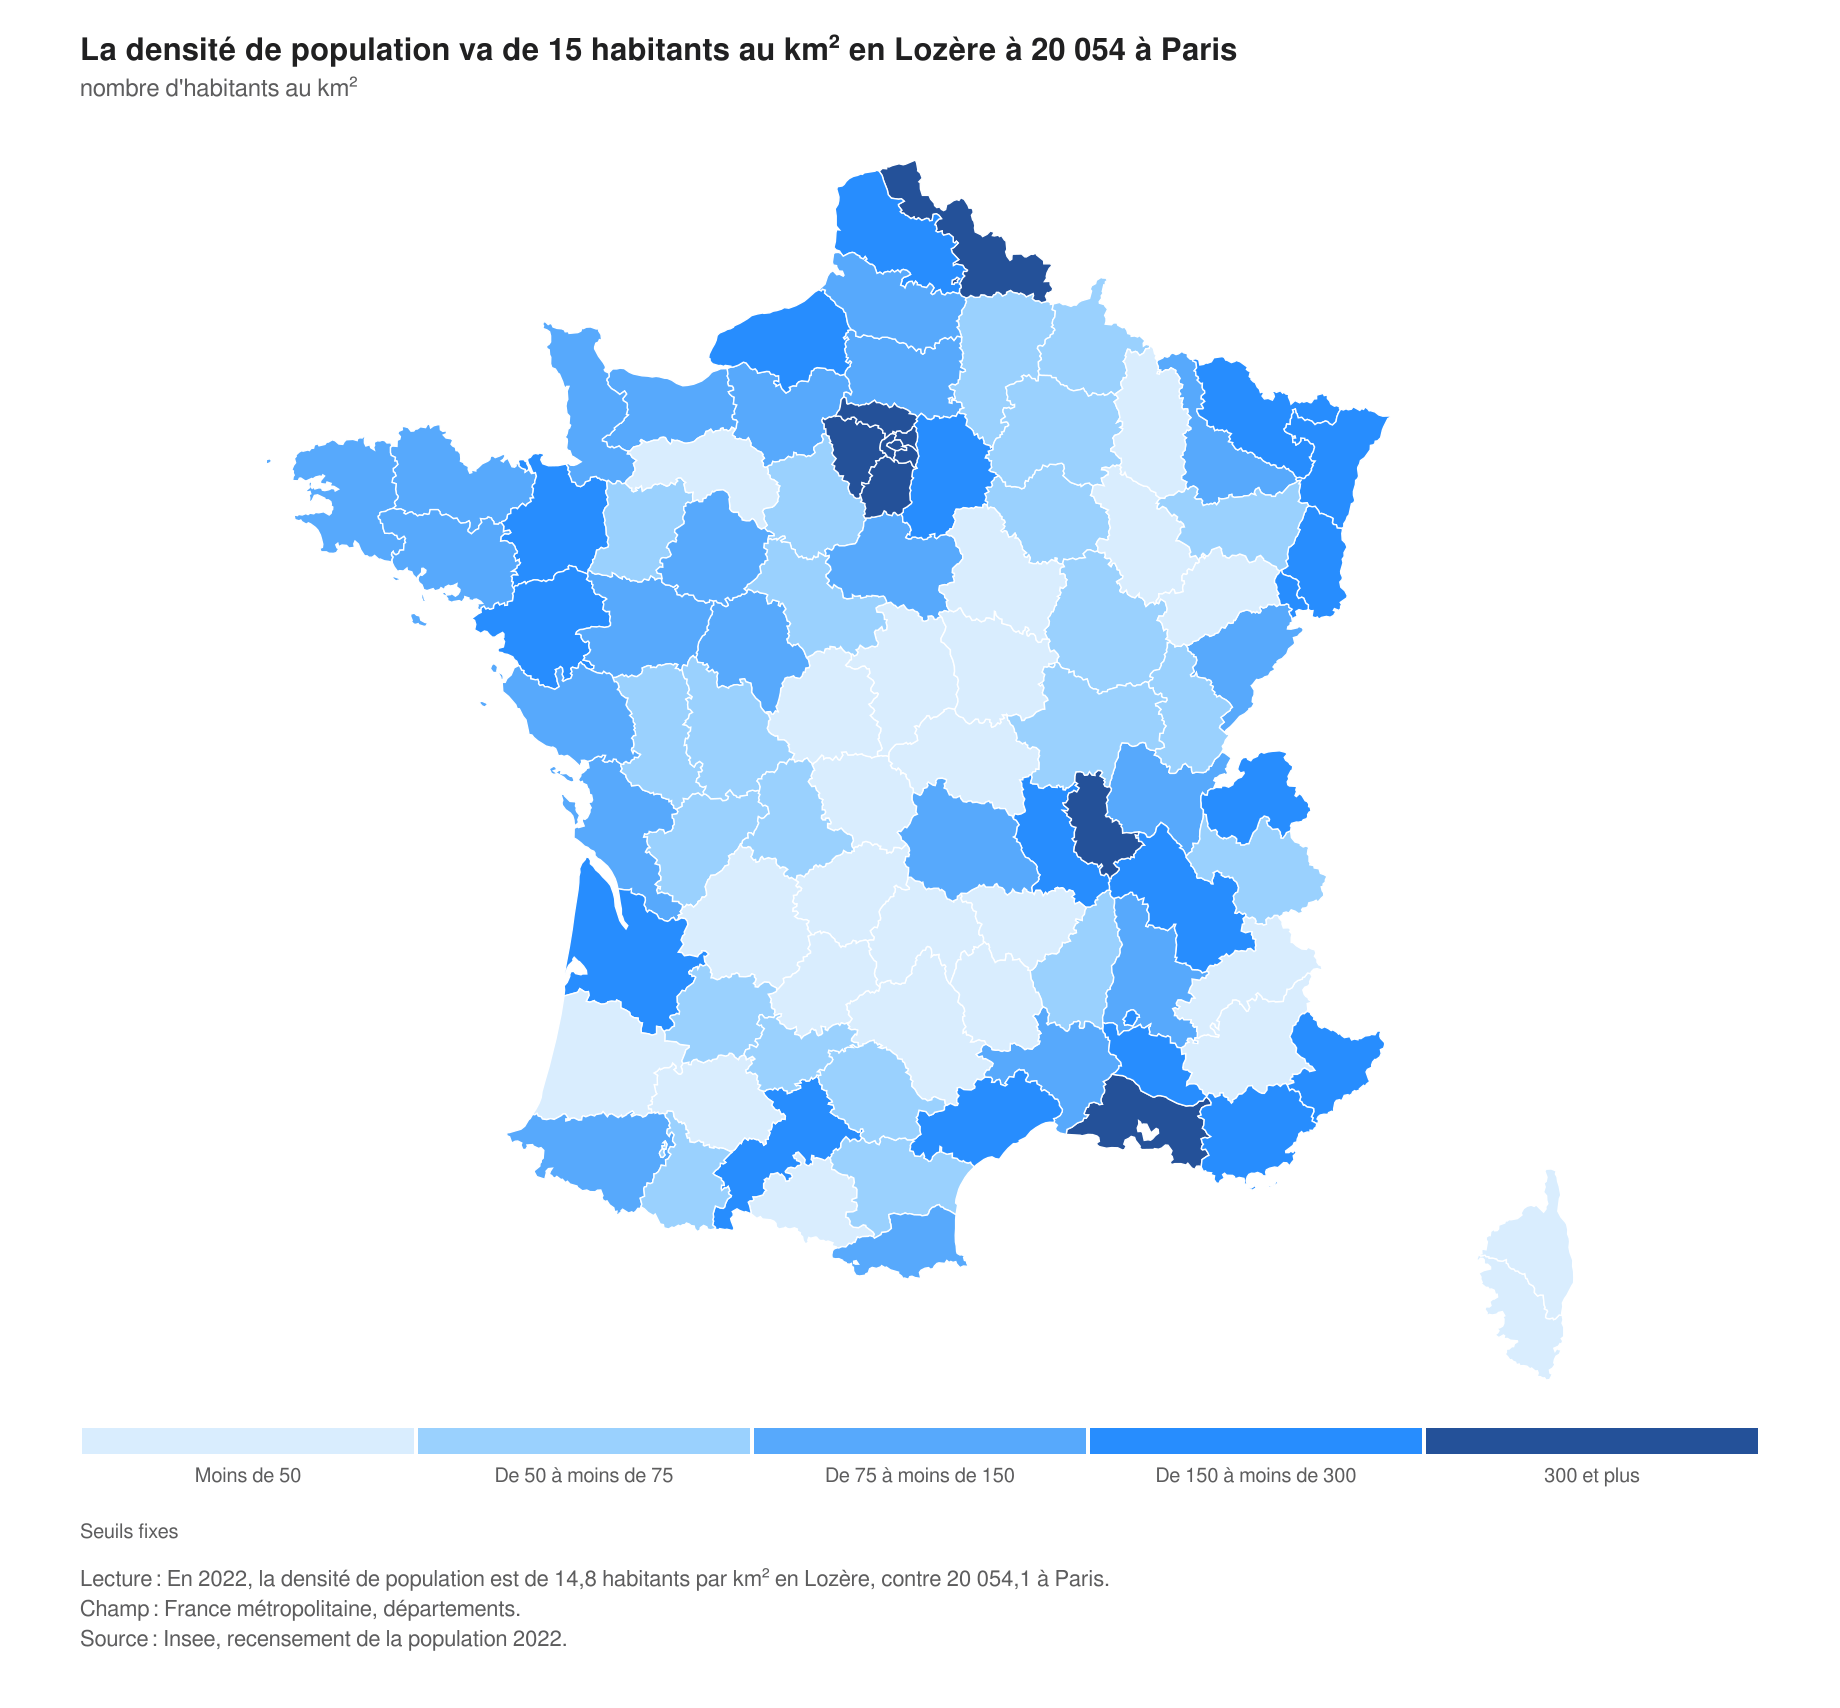 La densité de population va de 15 habitants au km² en Lozère à 20 054 à Paris
nombre d'habitants au km²
Moins de 50
De 50 à moins de 75
De 75 à moins de 150
De 150 à moins de 300
300 et plus
Seuils fixes
Lecture : En 2022, la densité de population est de 14,8 habitants par km² en Lozère, contre 20 054,1 à Paris.
Champ : France métropolitaine, départements.
Source : Insee, recensement de la population 2022.